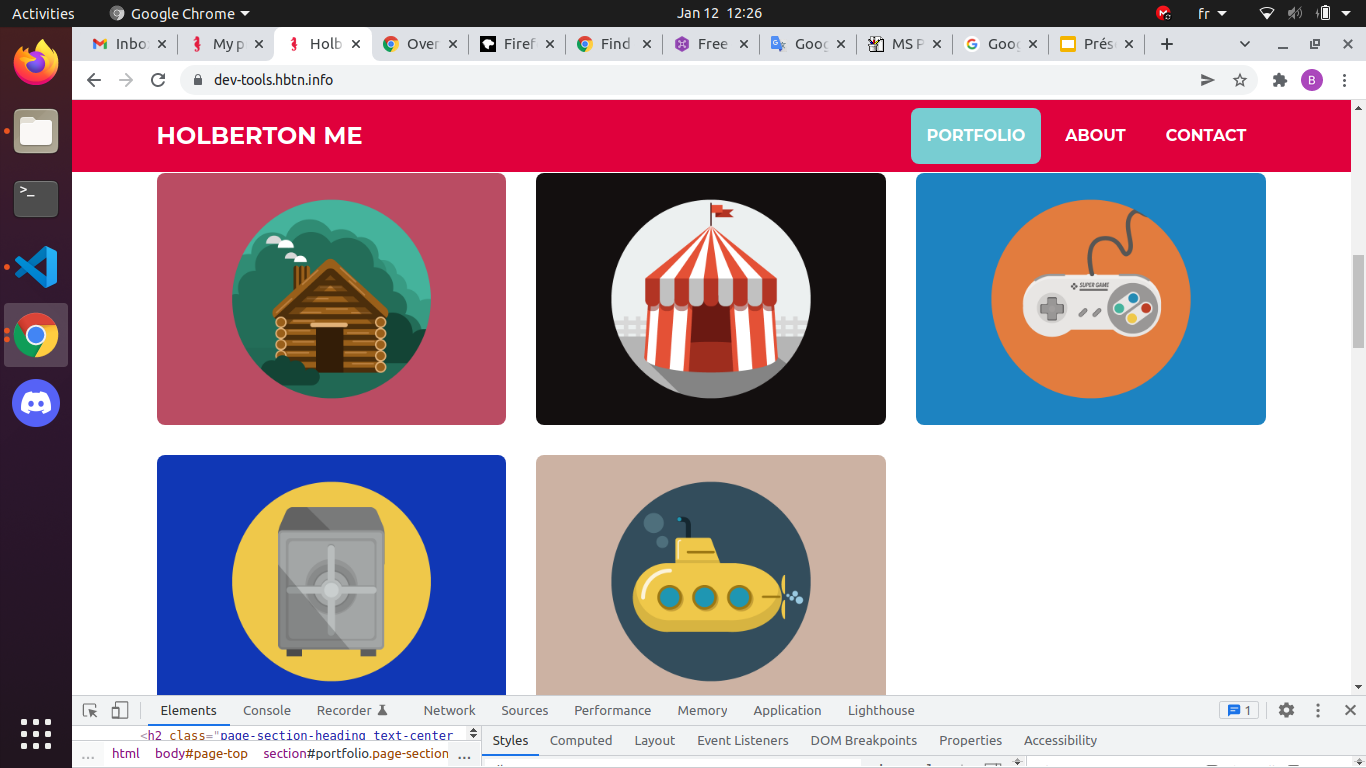 Activities Google Chrome Jan 12 12:26 fr
Inbo My p Holb Over Firef Find Free Goog MS P Goog Prés
dev-tools.hbtn.info B
HOLBERTON ME PORTFOLIO ABOUT CONTACT
SUPER GAME
Elements Console Recorder Network Sources Performance Memory Application Lighthouse 1
<h2 class="page-section-heading text-center
Styles Computed Layout Event Listeners DOM Breakpoints Properties Accessibility
... html body#page-top section#portfolio.page-section ...